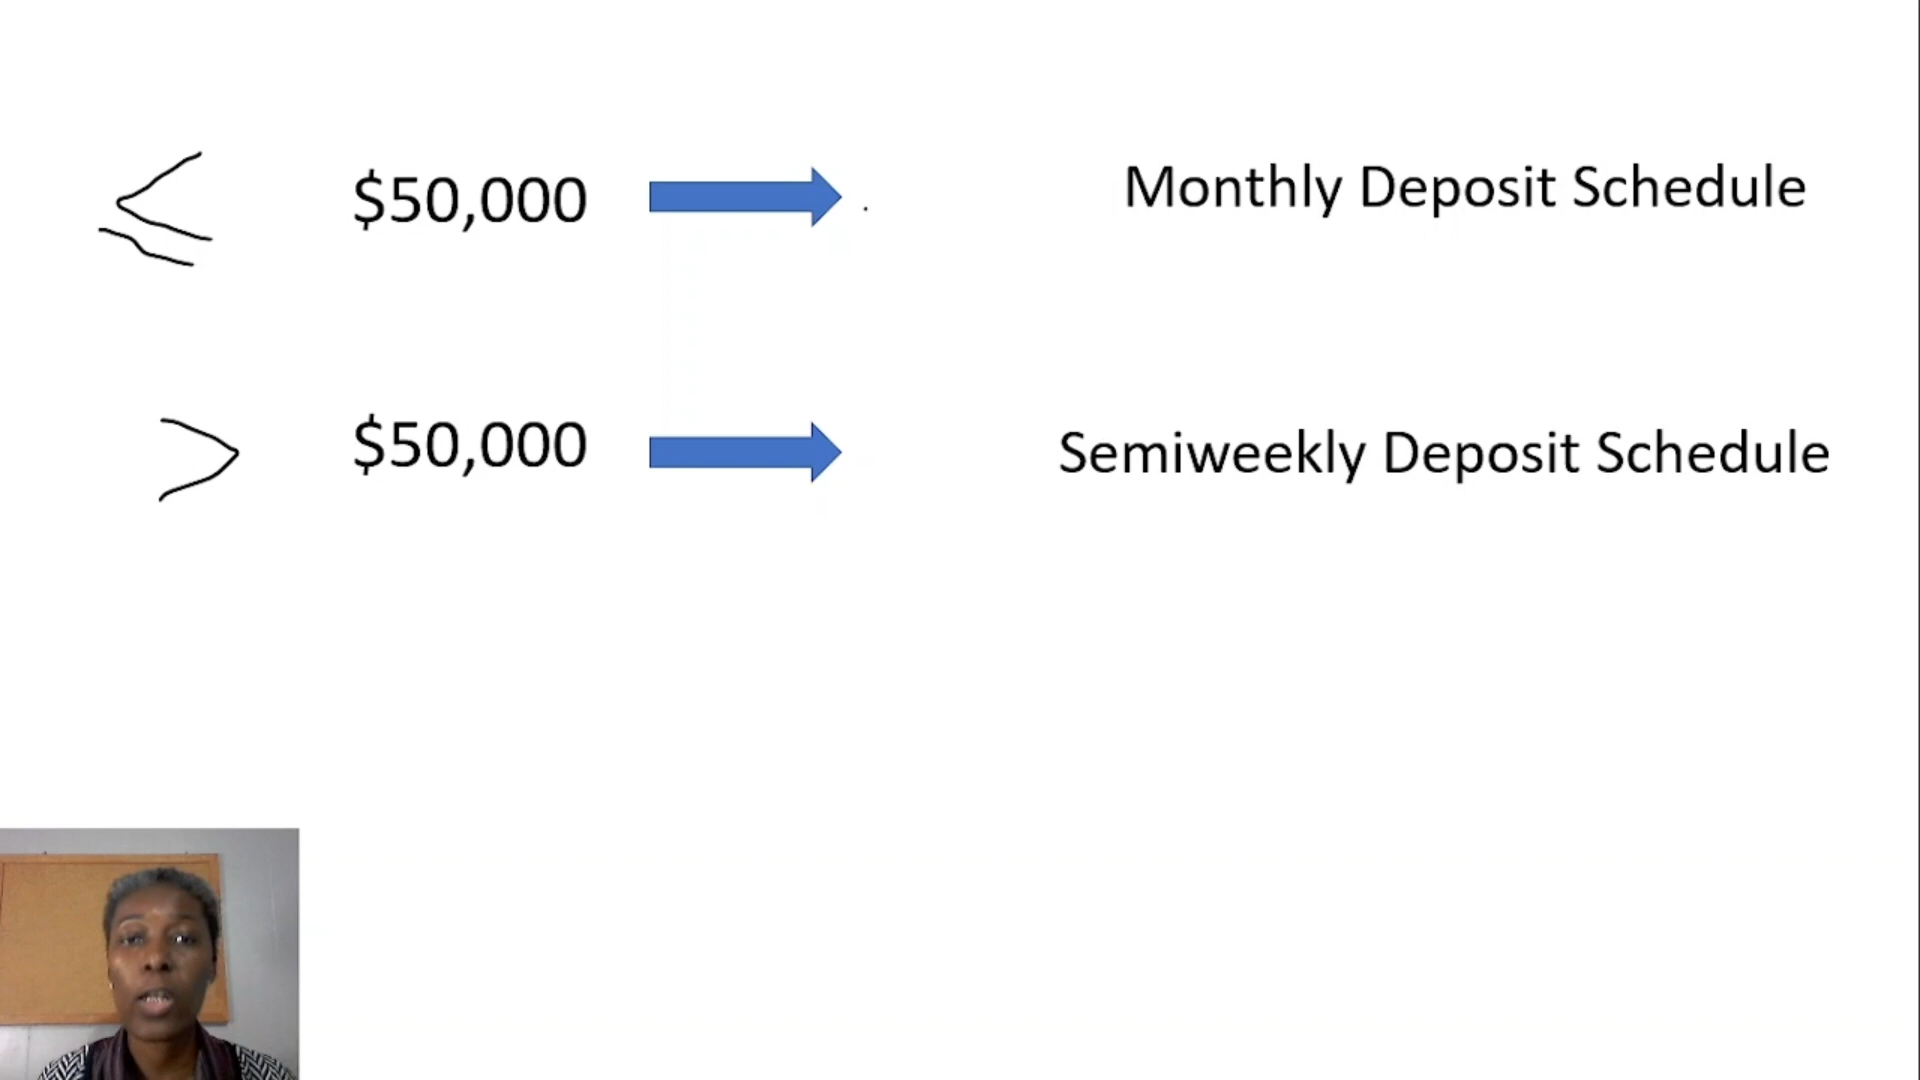 ≤ $50,000 Monthly Deposit Schedule
> $50,000 Semiweekly Deposit Schedule